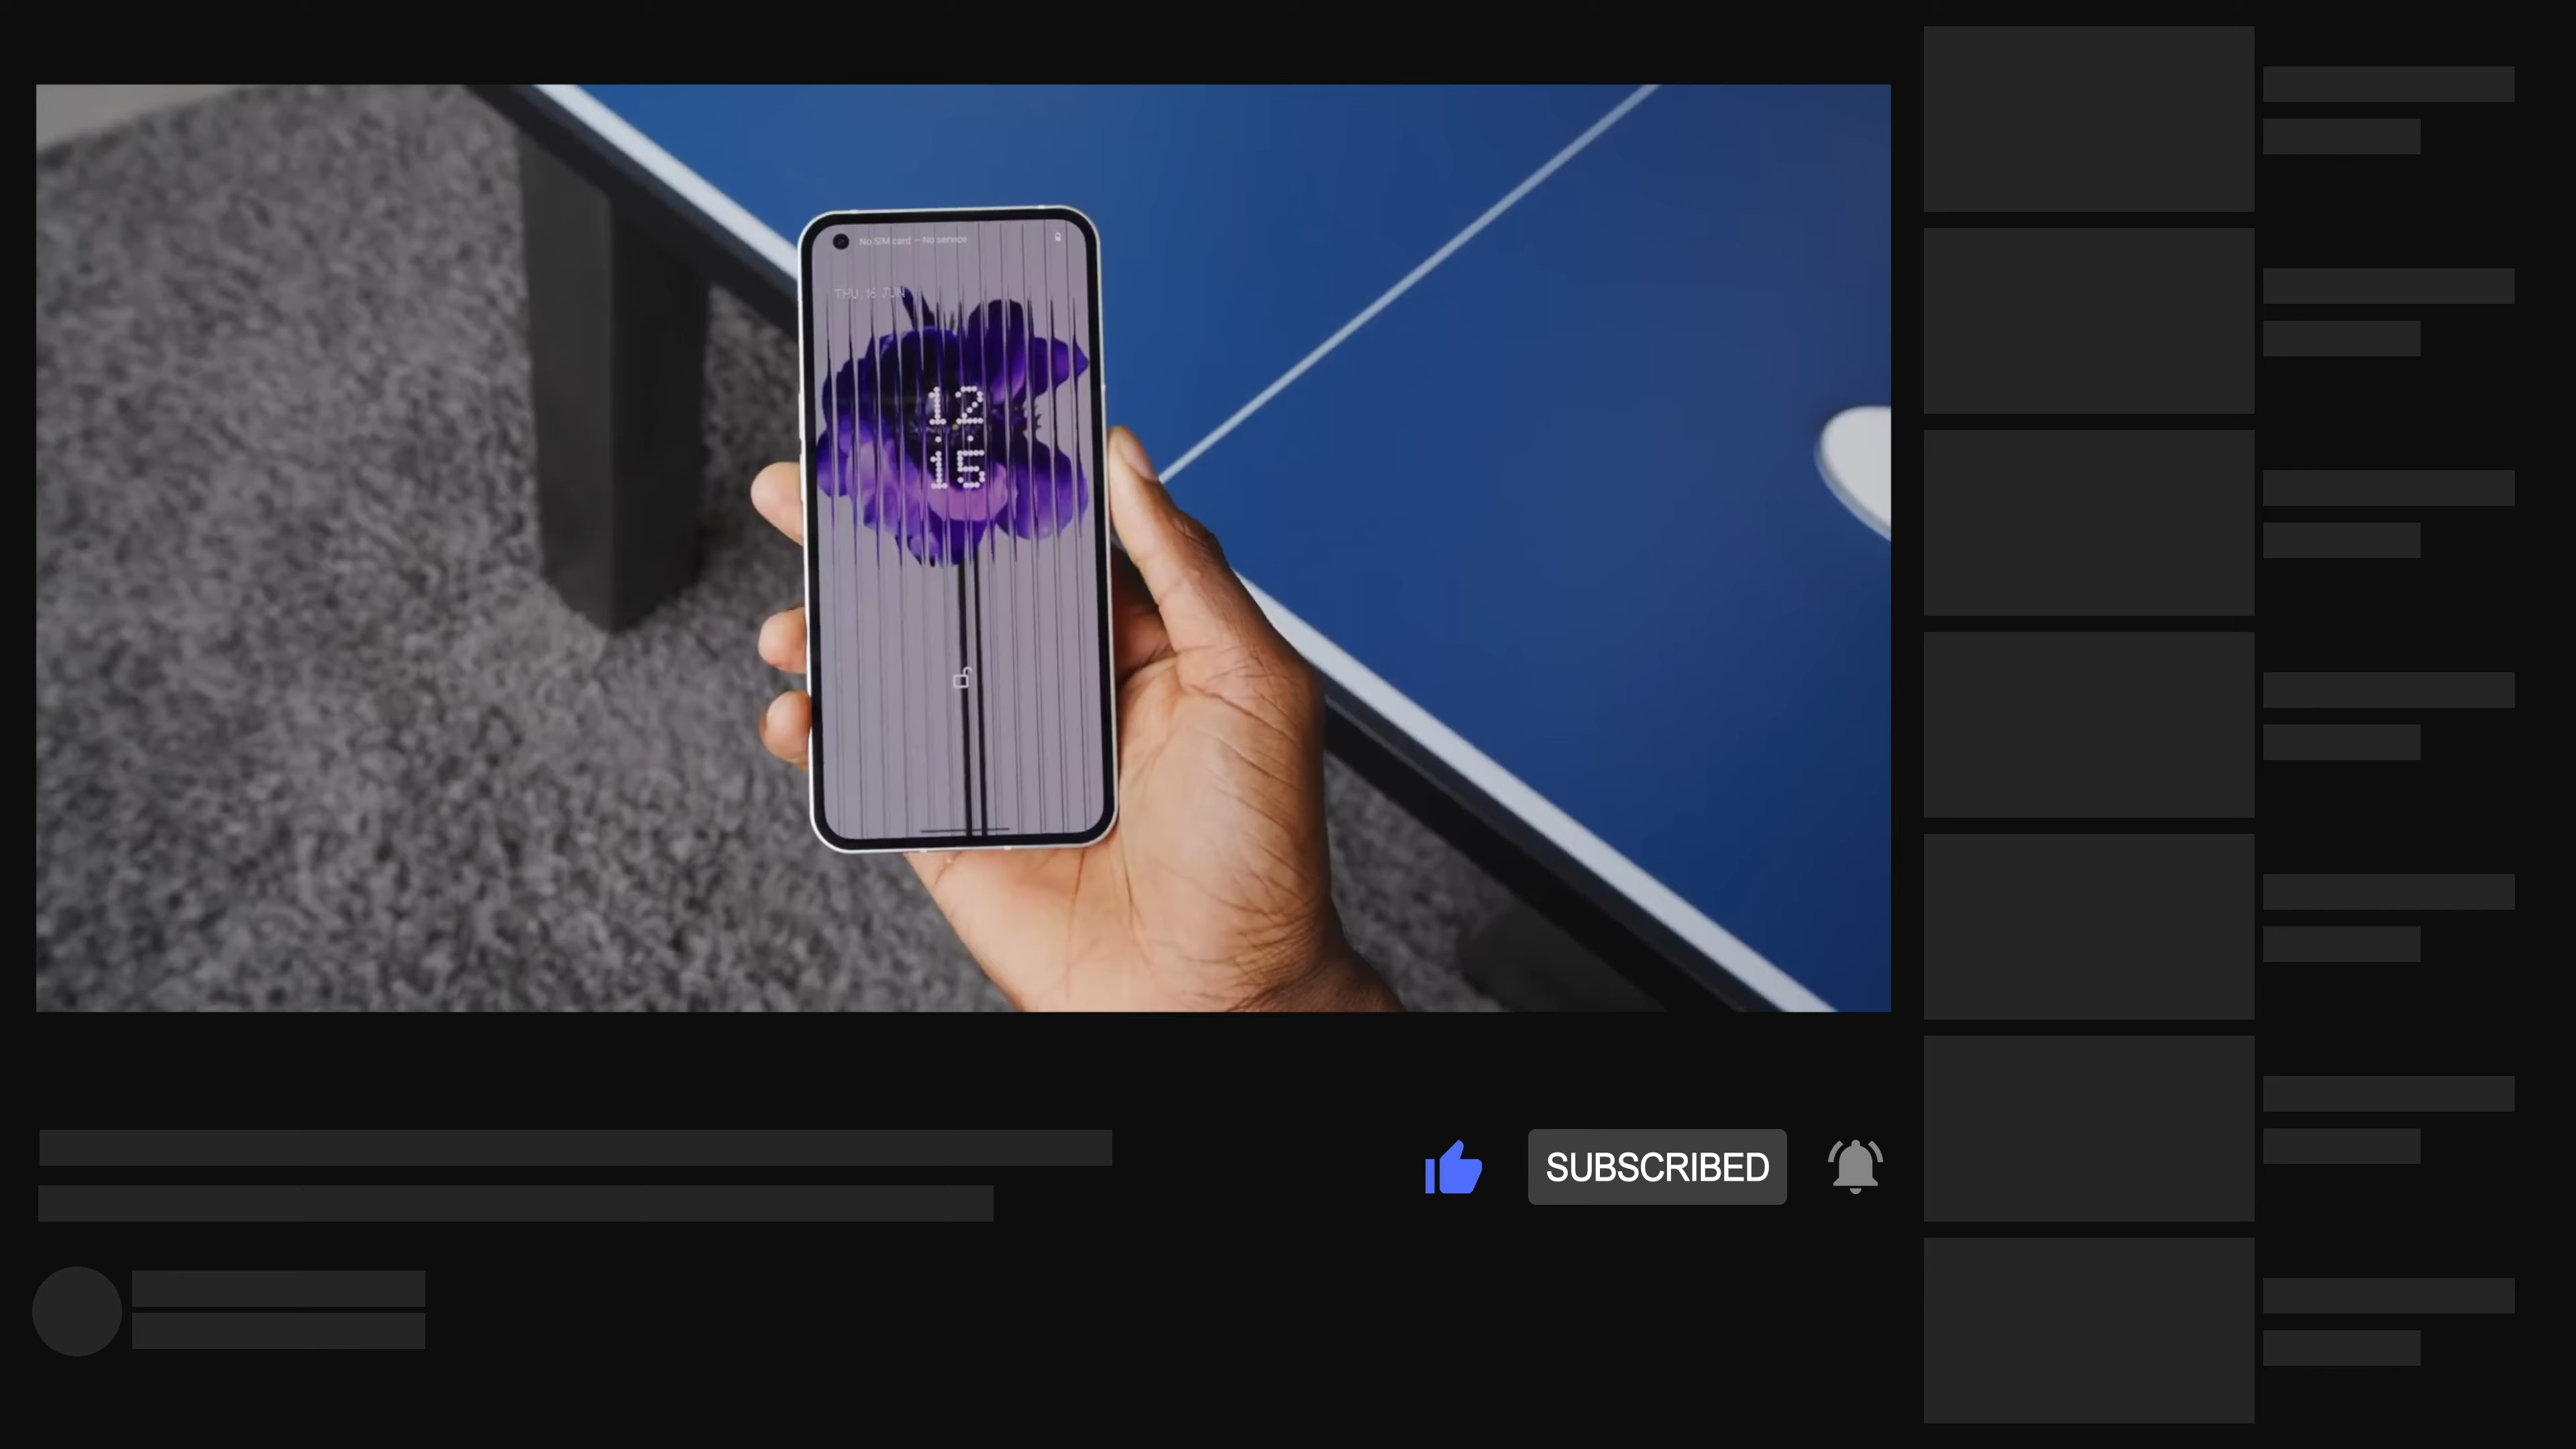 No SIM card – No service
THU, 16 JUN
12
15
SUBSCRIBED